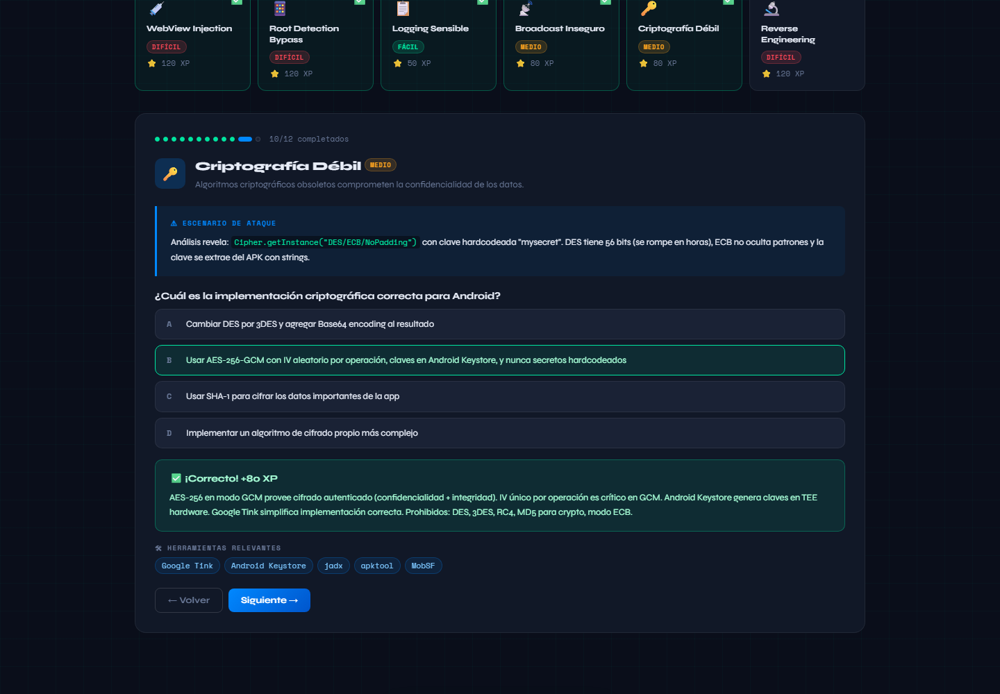 WebView Injection
DIFÍCIL
120 XP
Root Detection
Bypass
DIFÍCIL
120 XP
Logging Sensible
FÁCIL
50 XP
Broadcast Inseguro
MEDIO
80 XP
Criptografía Débil
MEDIO
80 XP
Reverse
Engineering
DIFÍCIL
120 XP
10/12 completados
Criptografía Débil MEDIO
Algoritmos criptográficos obsoletos comprometen la confidencialidad de los datos.
⚠ ESCENARIO DE ATAQUE
Análisis revela: Cipher.getInstance("DES/ECB/NoPadding") con clave hardcodeada "mysecret". DES tiene 56 bits (se rompe en horas), ECB no oculta patrones y la
clave se extrae del APK con strings.
¿Cuál es la implementación criptográfica correcta para Android?
A Cambiar DES por 3DES y agregar Base64 encoding al resultado
B Usar AES-256-GCM con IV aleatorio por operación, claves en Android Keystore, y nunca secretos hardcodeados
C Usar SHA-1 para cifrar los datos importantes de la app
D Implementar un algoritmo de cifrado propio más complejo
✅ ¡Correcto! +80 XP
AES-256 en modo GCM provee cifrado autenticado (confidencialidad + integridad). IV único por operación es crítico en GCM. Android Keystore genera claves en TEE
hardware. Google Tink simplifica implementación correcta. Prohibidos: DES, 3DES, RC4, MD5 para crypto, modo ECB.
🛠 HERRAMIENTAS RELEVANTES
Google Tink Android Keystore jadx apktool MobSF
← Volver Siguiente →